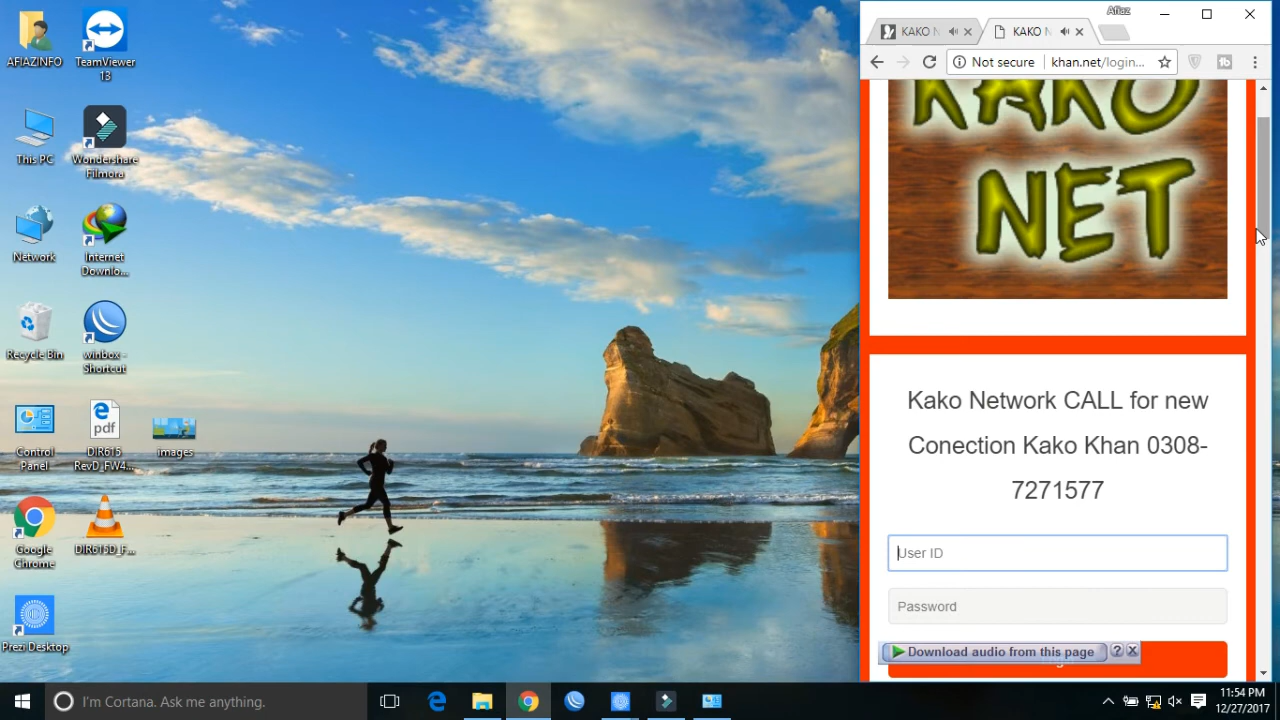 AFIAZINFO
TeamViewer
13
This PC
Wondershare
Filmora
Network
Internet
Downlo...
Recycle Bin
winbox -
Shortcut
Control
Panel
pdf
DIR615
RevD_FW4...
images
Google
Chrome
DIR615D_F...
Prezi Desktop
Afiaz
KAKO N
KAKO N
Not secure
khan.net/login...
KAKO
NET
Kako Network CALL for new
Conection Kako Khan 0308-
7271577
User ID
Password
Download audio from this page
I'm Cortana. Ask me anything.
11:54 PM
12/27/2017